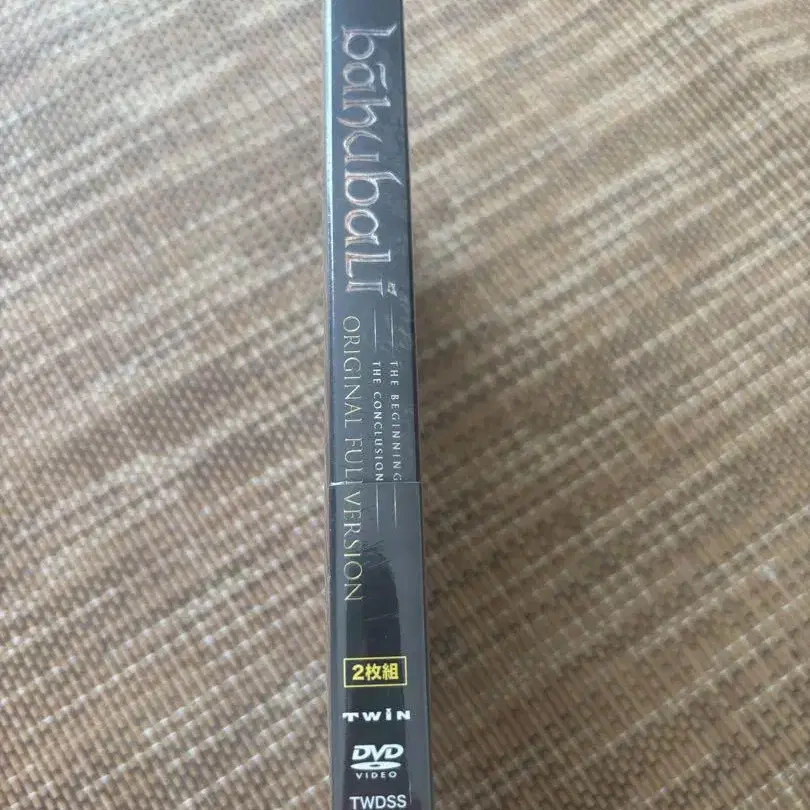 bāhubaLi
THE BEGINNING
THE CONCLUSION
ORIGINAL FULL VERSION
2枚組
TWIN
DVD
VIDEO
TWDSS